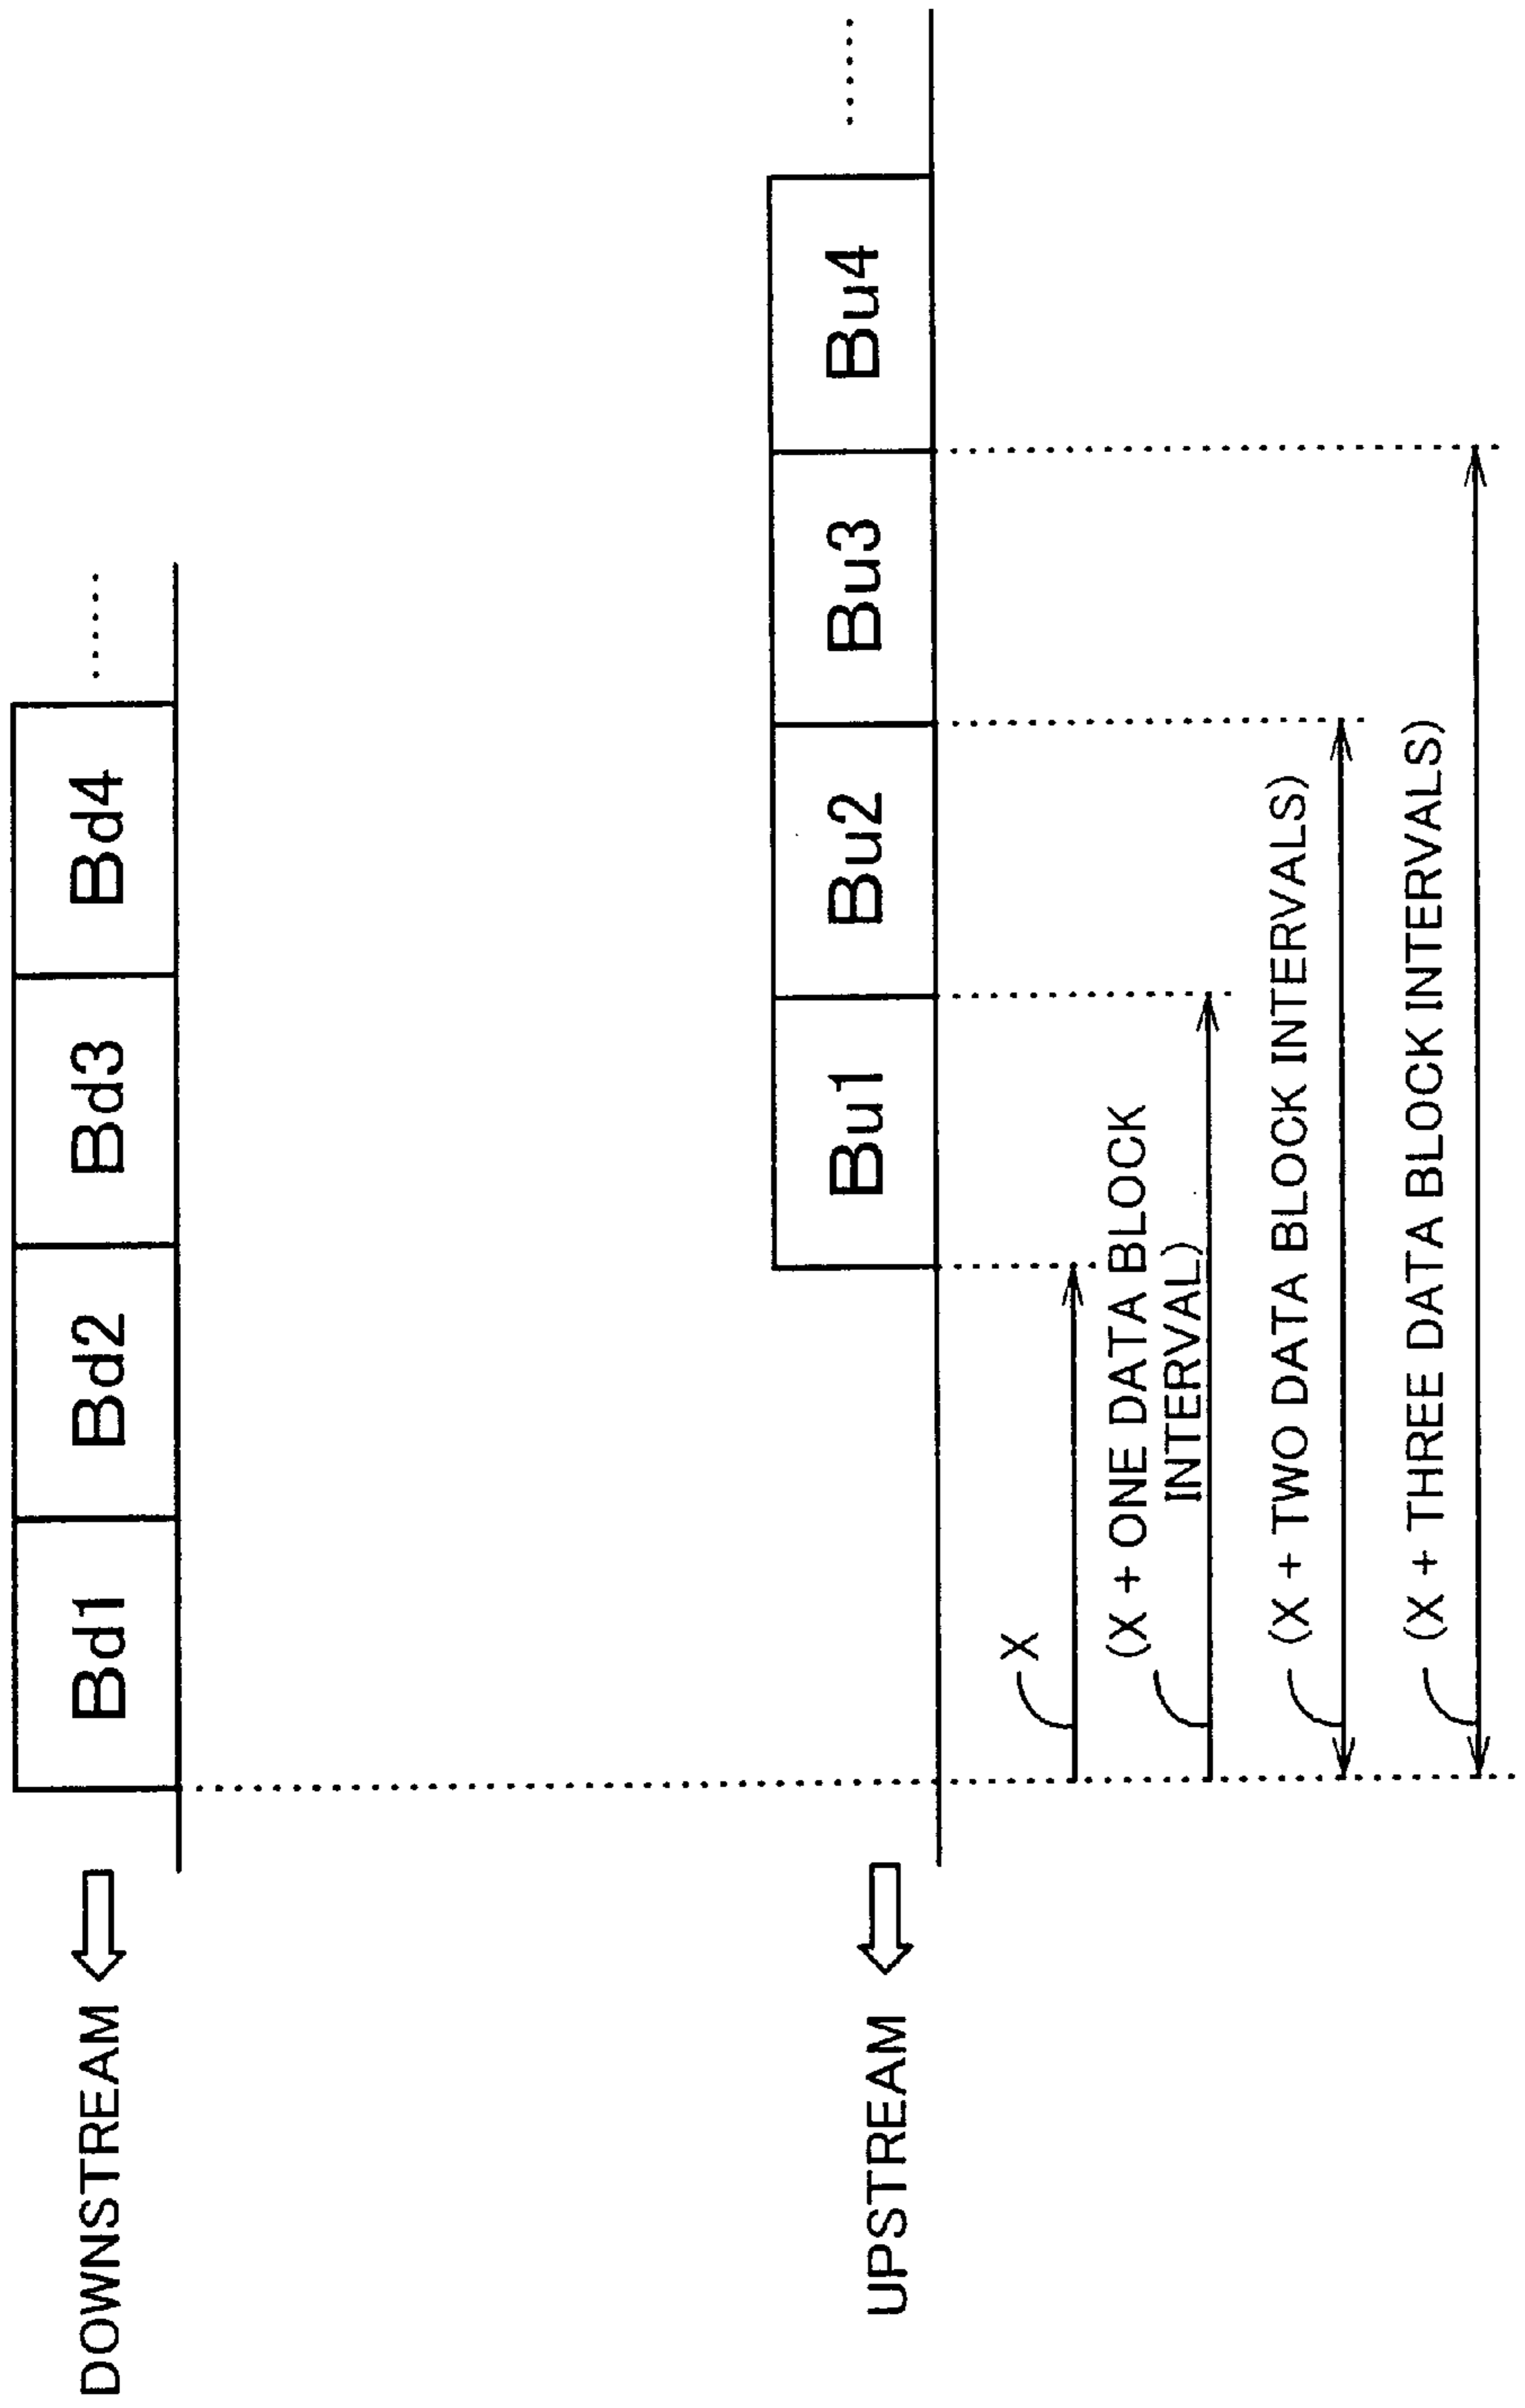 DOWNSTREAM
Bd1
Bd2
Bd3
Bd4
......
UPSTREAM
Bu1
Bu2
Bu3
Bu4
......
X
(X + ONE DATA BLOCK
INTERVAL)
(X + TWO DATA BLOCK INTERVALS)
(X + THREE DATA BLOCK INTERVALS)